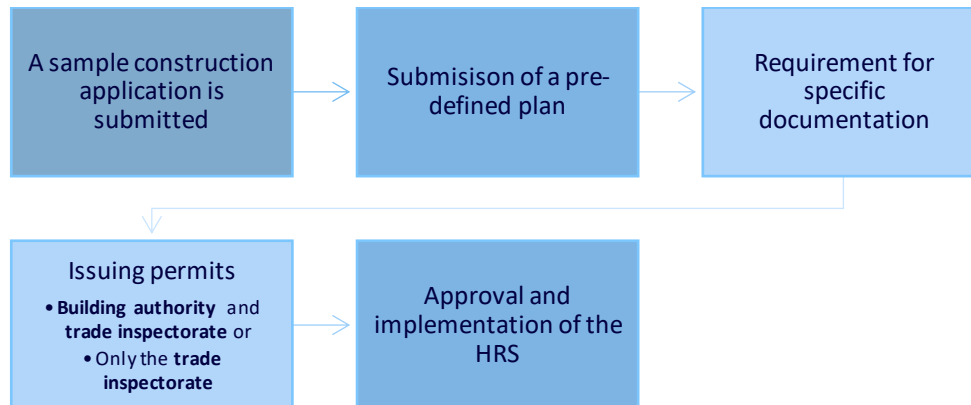 A sample construction
application is
submitted
Submisison of a pre-
defined plan
Requirement for
specific
documentation
Issuing permits
• Building authority and
trade inspectorate or
• Only the trade
inspectorate
Approval and
implementation of the
HRS